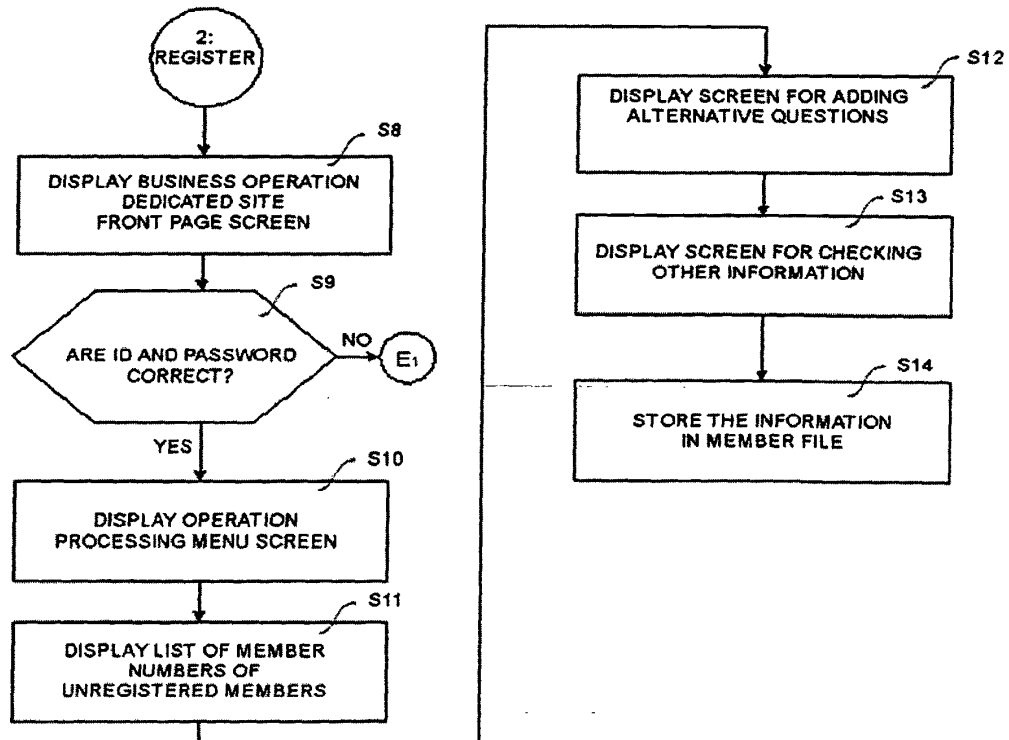 2:
REGISTER
S8
DISPLAY BUSINESS OPERATION
DEDICATED SITE
FRONT PAGE SCREEN
S9
ARE ID AND PASSWORD
CORRECT?
NO
E1
YES
S10
DISPLAY OPERATION
PROCESSING MENU SCREEN
S11
DISPLAY LIST OF MEMBER
NUMBERS OF
UNREGISTERED MEMBERS
S12
DISPLAY SCREEN FOR ADDING
ALTERNATIVE QUESTIONS
S13
DISPLAY SCREEN FOR CHECKING
OTHER INFORMATION
S14
STORE THE INFORMATION
IN MEMBER FILE